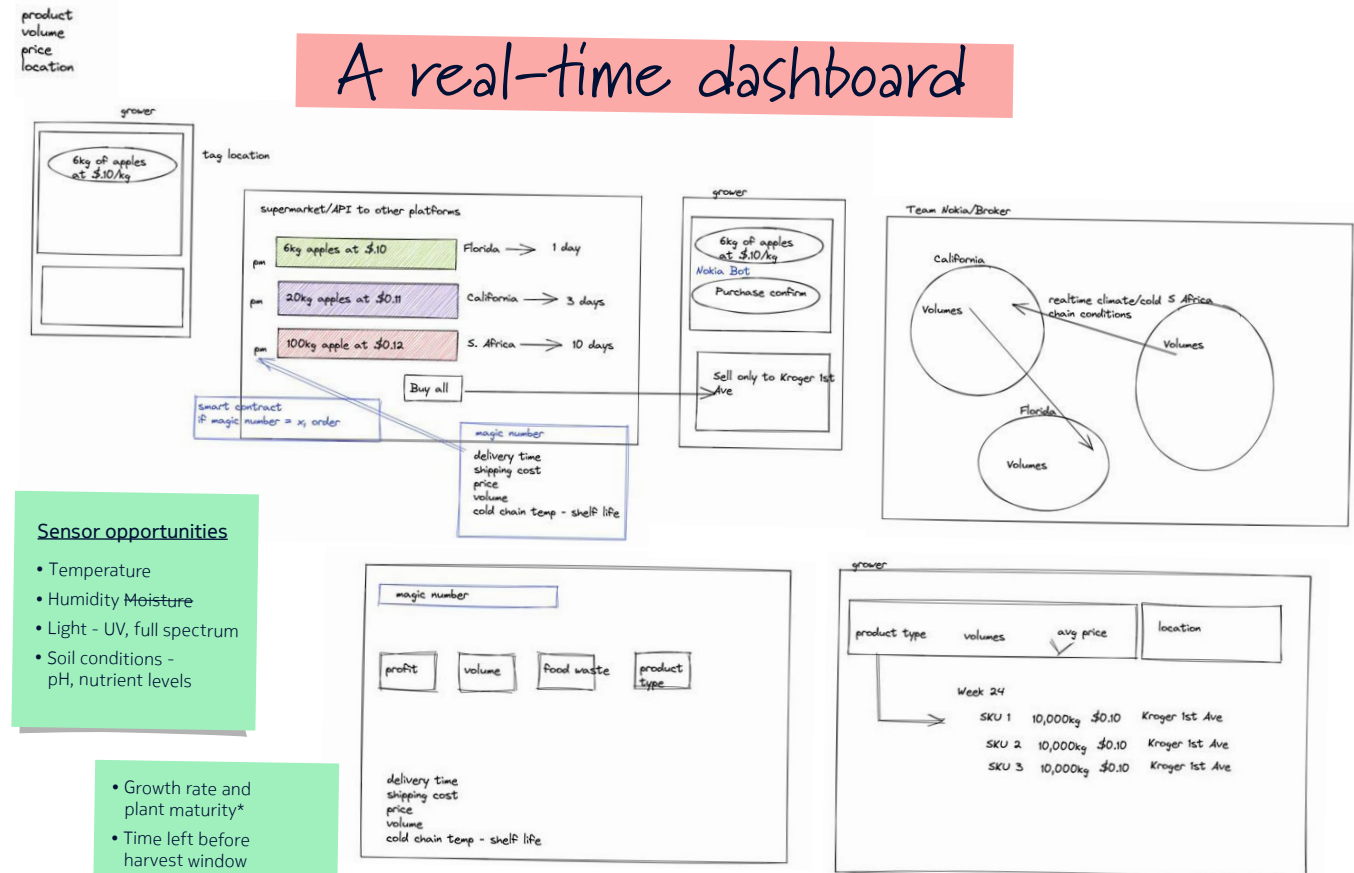 product
volume
price
location
A real-time dashboard
grower
6kg of apples
at $.10/kg
tag location
supermarket/API to other platforms
pm
6kg apples at $.10
Florida
1 day
pm
20kg apples at $0.11
California
3 days
pm
100kg apple at $0.12
S. Africa
10 days
Buy all
smart contract
if magic number = x, order
magic number
delivery time
shipping cost
price
volume
cold chain temp - shelf life
grower
6kg of apples
at $.10/kg
Nokia Bot
Purchase confirm
Sell only to Kroger 1st
Ave
Team Nokia/Broker
California
Volumes
realtime climate/cold
chain conditions
S Africa
Volumes
Florida
Volumes
Sensor opportunities
• Temperature
• Humidity Moisture
• Light - UV, full spectrum
• Soil conditions -
pH, nutrient levels
• Growth rate and
plant maturity*
• Time left before
harvest window
magic number
profit
volume
food waste
product
type
delivery time
shipping cost
price
volume
cold chain temp - shelf life
grower
product type
volumes
avg price
location
Week 24
SKU 1 10,000kg $0.10 Kroger 1st Ave
SKU 2 10,000kg $0.10 Kroger 1st Ave
SKU 3 10,000kg $0.10 Kroger 1st Ave